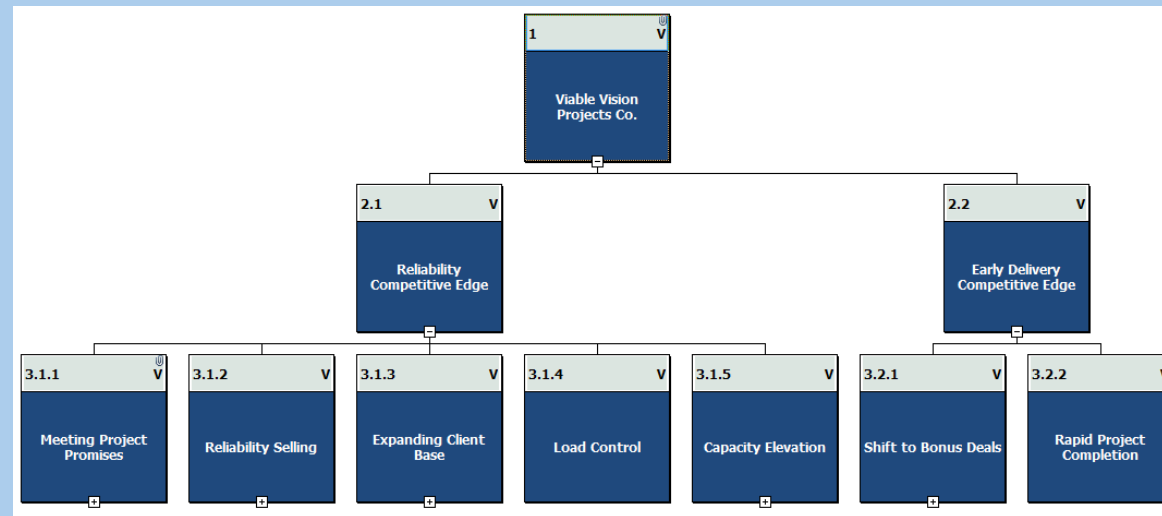 1 V
Viable Vision
Projects Co.
2.1 V
Reliability
Competitive Edge
2.2 V
Early Delivery
Competitive Edge
3.1.1 V
Meeting Project
Promises
3.1.2 V
Reliability Selling
3.1.3 V
Expanding Client
Base
3.1.4 V
Load Control
3.1.5 V
Capacity Elevation
3.2.1 V
Shift to Bonus Deals
3.2.2
Rapid Project
Completion